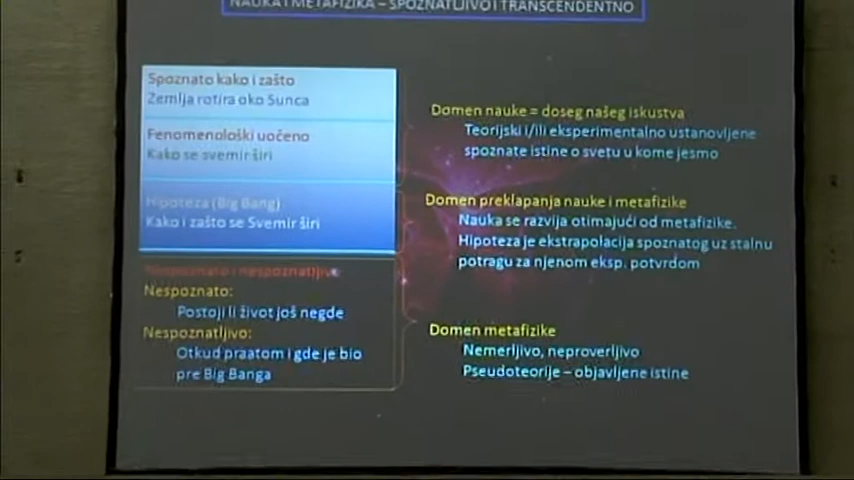 NAUKA I METAFIZIKA – SPOZNATLJIVO I TRANSCENDENTNO
Spoznato kako i zašto
Zemlja rotira oko Sunca
Fenomenološki uočeno
Kako se svemir širi
Hipoteza (Big Bang)
Kako i zašto se Svemir širi
Nespoznato i nespoznatljivo
Nespoznato:
Postoji li život još negde
Nespoznatljivo:
Otkud praatom i gde je bio
pre Big Banga
Domen nauke = doseg našeg iskustva
Teorijski i/ili eksperimentalno ustanovljene
spoznate istine o svetu u kome jesmo
Domen preklapanja nauke i metafizike
Nauka se razvija otimajući od metafizike.
Hipoteza je ekstrapolacija spoznatog uz stalnu
potragu za njenom eksp. potvrdom
Domen metafizike
Nemerljivo, neproverljivo
Pseudoteorije – objavljene istine